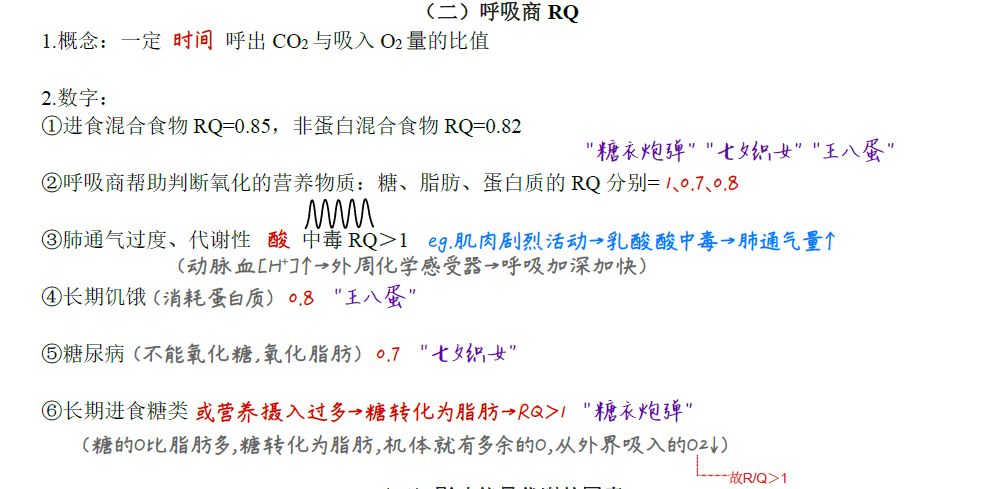 （二）呼吸商 RQ
1.概念：一定 时间 呼出 CO2 与吸入 O2 量的比值
2.数字：
①进食混合食物 RQ=0.85，非蛋白混合食物 RQ=0.82
"糖衣炮弹" "七夕织女" "王八蛋"
②呼吸商帮助判断氧化的营养物质：糖、脂肪、蛋白质的 RQ 分别= 1、0.7、0.8
③肺通气过度、代谢性 酸 中毒 RQ＞1 eg.肌肉剧烈活动→乳酸酸中毒→肺通气量↑
（动脉血[H⁺]↑→外周化学感受器→呼吸加深加快）
④长期饥饿（消耗蛋白质） 0.8 "王八蛋"
⑤糖尿病（不能氧化糖,氧化脂肪） 0.7 "七夕织女"
⑥长期进食糖类 或营养摄入过多→糖转化为脂肪→RQ>1 "糖衣炮弹"
（糖的O比脂肪多,糖转化为脂肪,机体就有多余的O,从外界吸入的O2↓）
故R/Q＞1